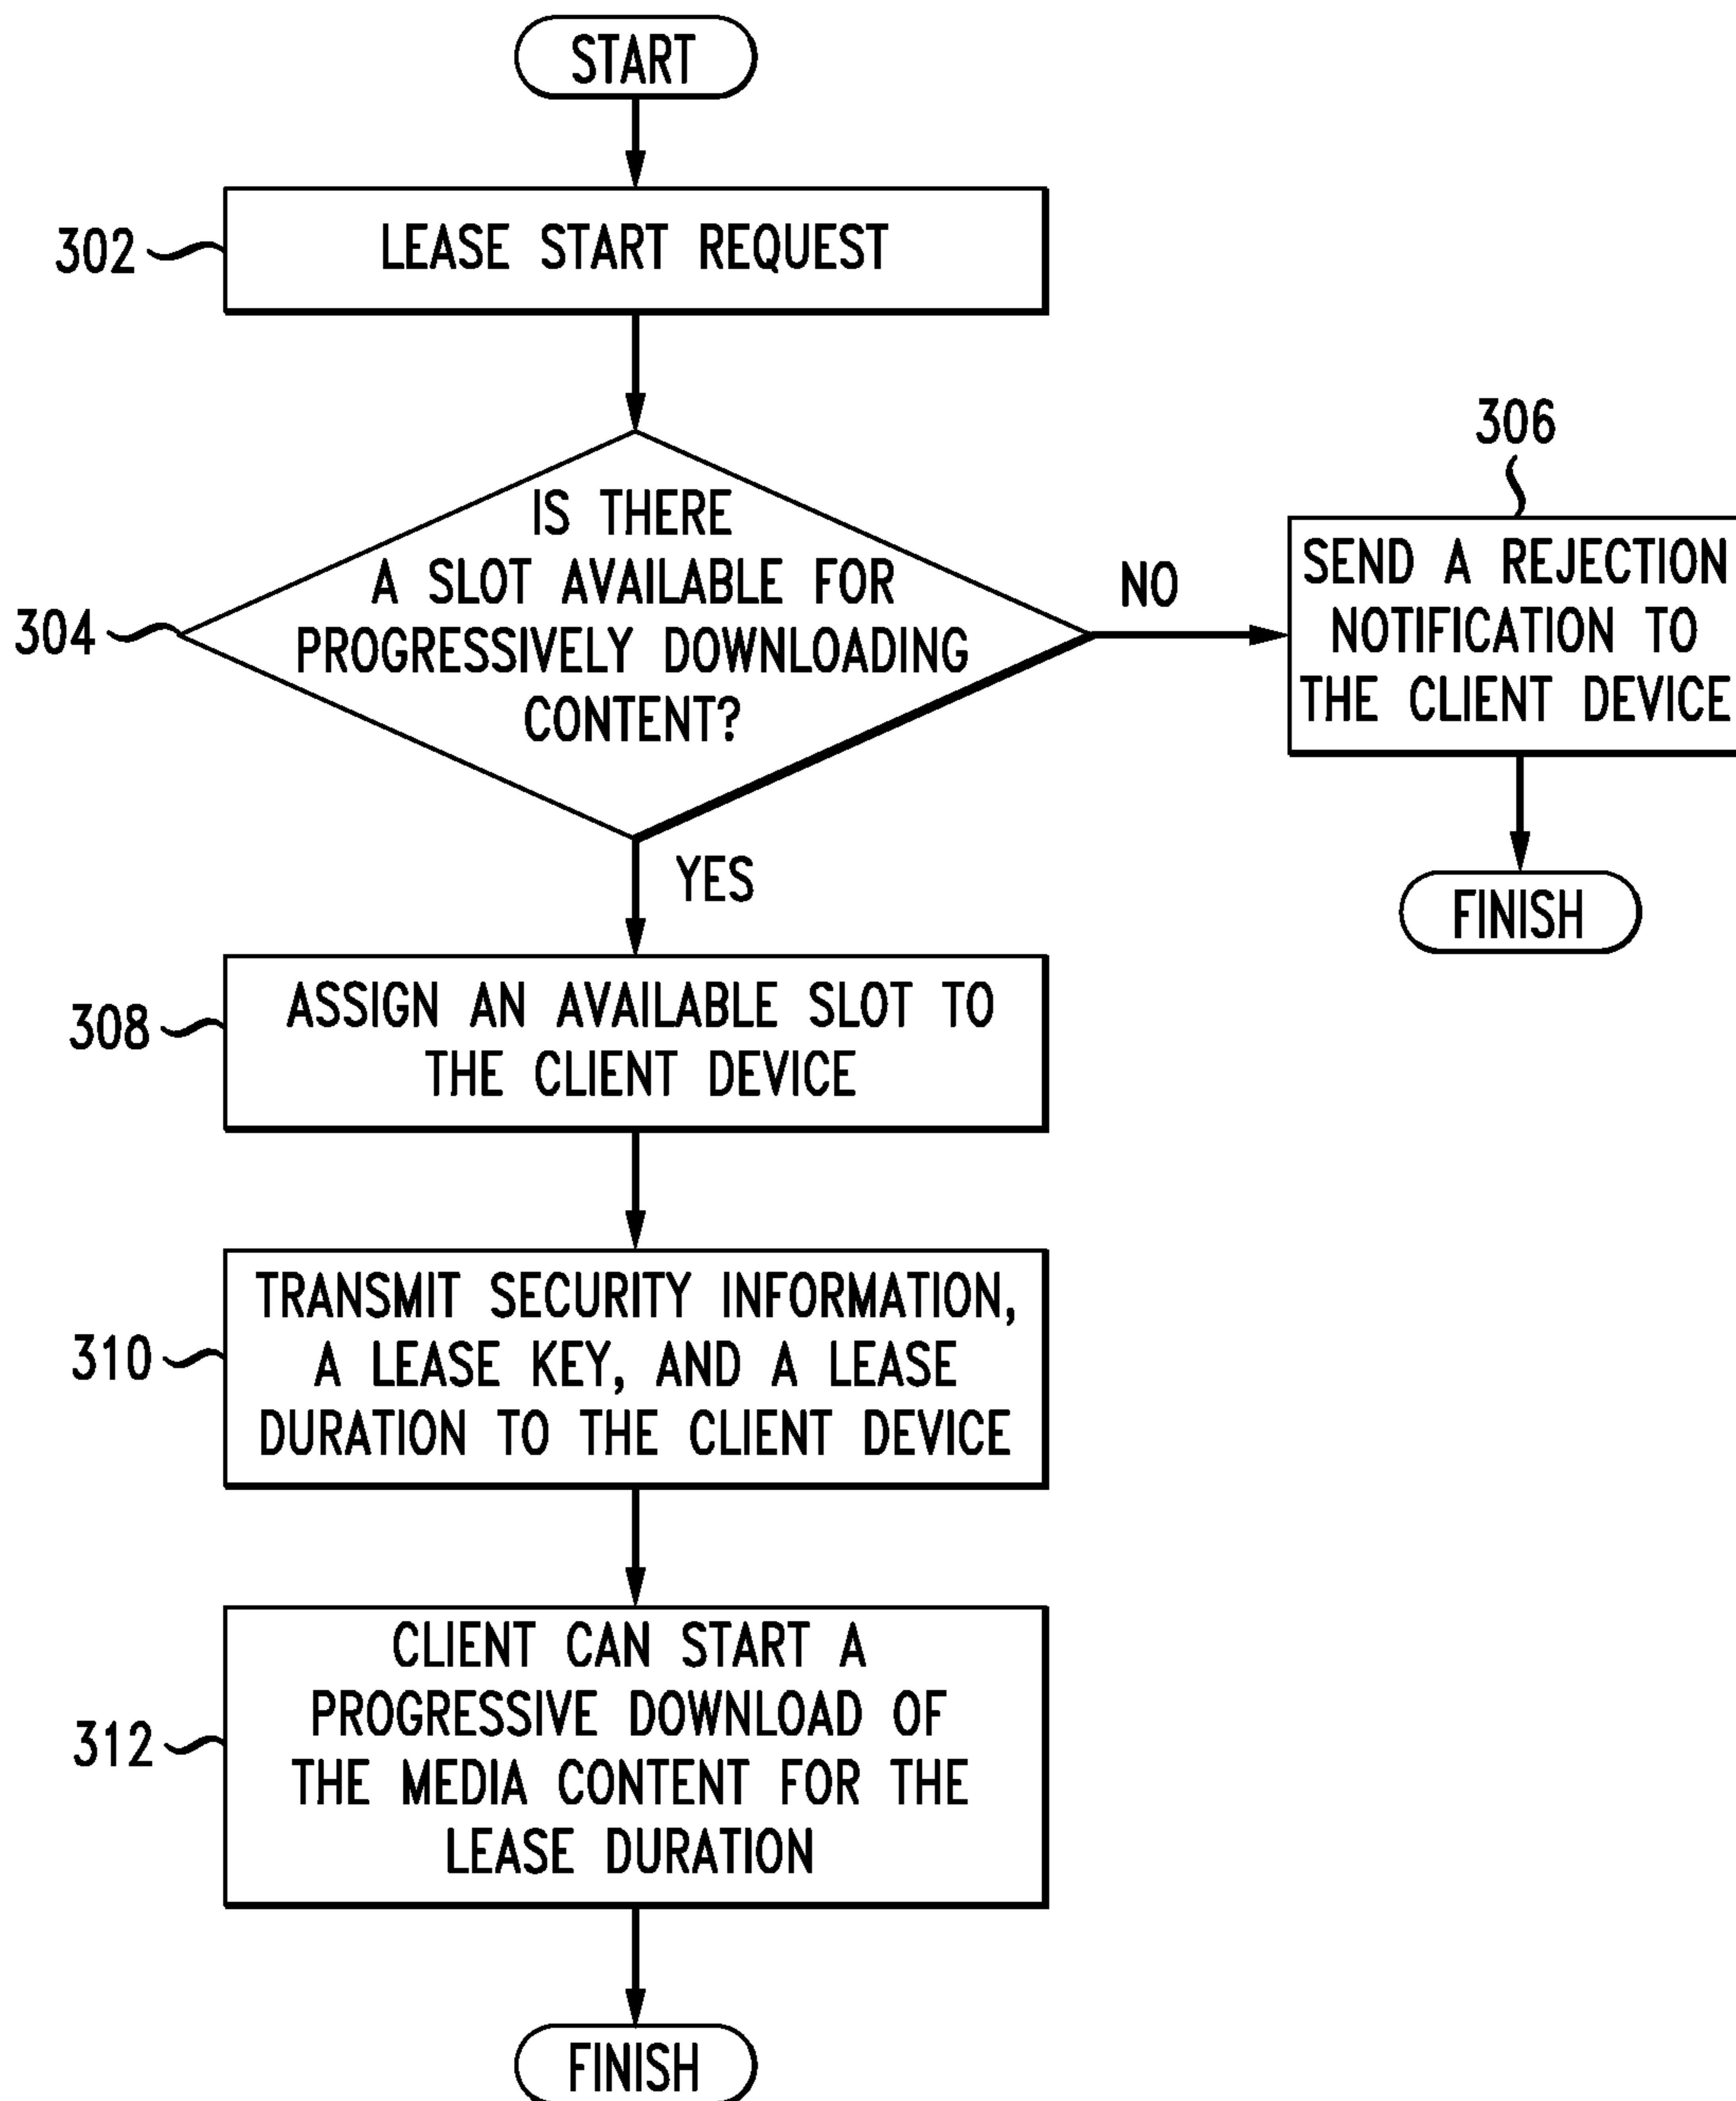 START
302
LEASE START REQUEST
304
IS THERE
A SLOT AVAILABLE FOR
PROGRESSIVELY DOWNLOADING
CONTENT?
NO
306
SEND A REJECTION
NOTIFICATION TO
THE CLIENT DEVICE
FINISH
YES
308
ASSIGN AN AVAILABLE SLOT TO
THE CLIENT DEVICE
310
TRANSMIT SECURITY INFORMATION,
A LEASE KEY, AND A LEASE
DURATION TO THE CLIENT DEVICE
312
CLIENT CAN START A
PROGRESSIVE DOWNLOAD OF
THE MEDIA CONTENT FOR THE
LEASE DURATION
FINISH